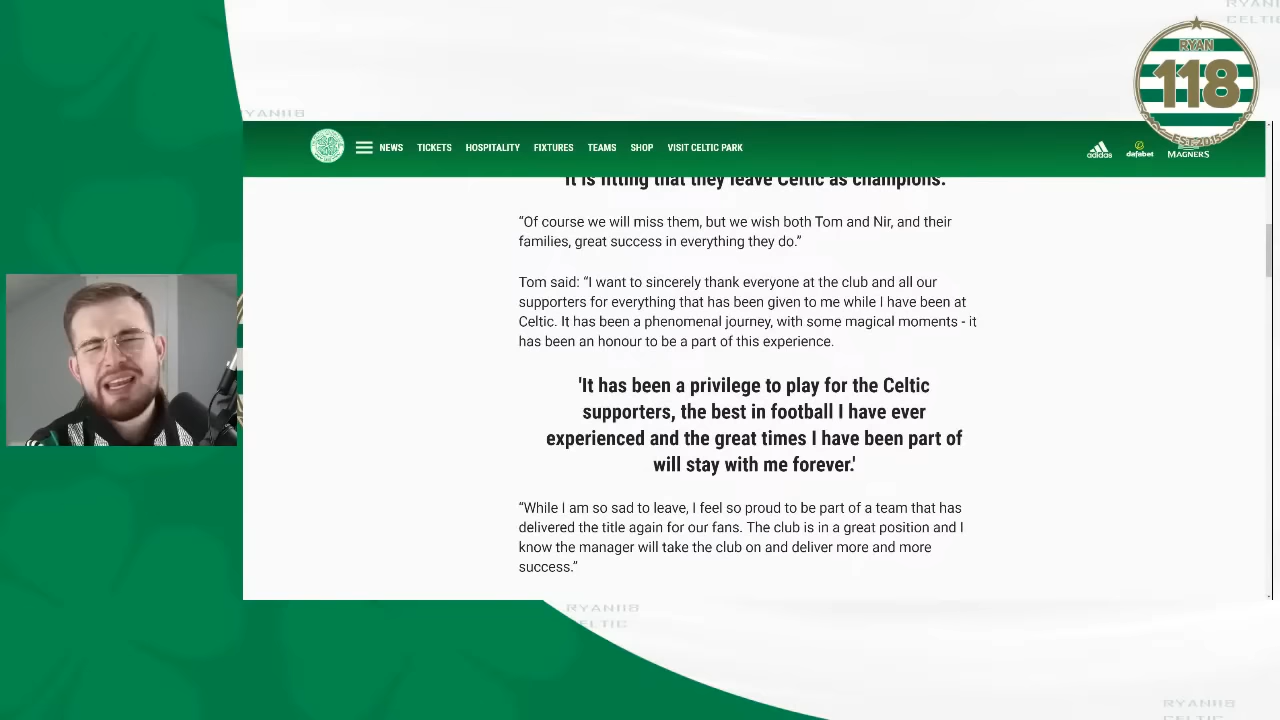 RYAN118
CELTIC
RYAN
118
EST 2015
YAN118
NEWS
TICKETS
HOSPITALITY
FIXTURES
TEAMS
SHOP
VISIT CELTIC PARK
adidas
dafabet
MAGNERS
'It is fitting that they leave Celtic as champions.
“Of course we will miss them, but we wish both Tom and Nir, and their
families, great success in everything they do.”
Tom said: “I want to sincerely thank everyone at the club and all our
supporters for everything that has been given to me while I have been at
Celtic. It has been a phenomenal journey, with some magical moments - it
has been an honour to be a part of this experience.
'It has been a privilege to play for the Celtic
supporters, the best in football I have ever
experienced and the great times I have been part of
will stay with me forever.'
“While I am so sad to leave, I feel so proud to be part of a team that has
delivered the title again for our fans. The club is in a great position and I
know the manager will take the club on and deliver more and more
success.”
RYAN118
ELTIC
RYAN118
CELTIC